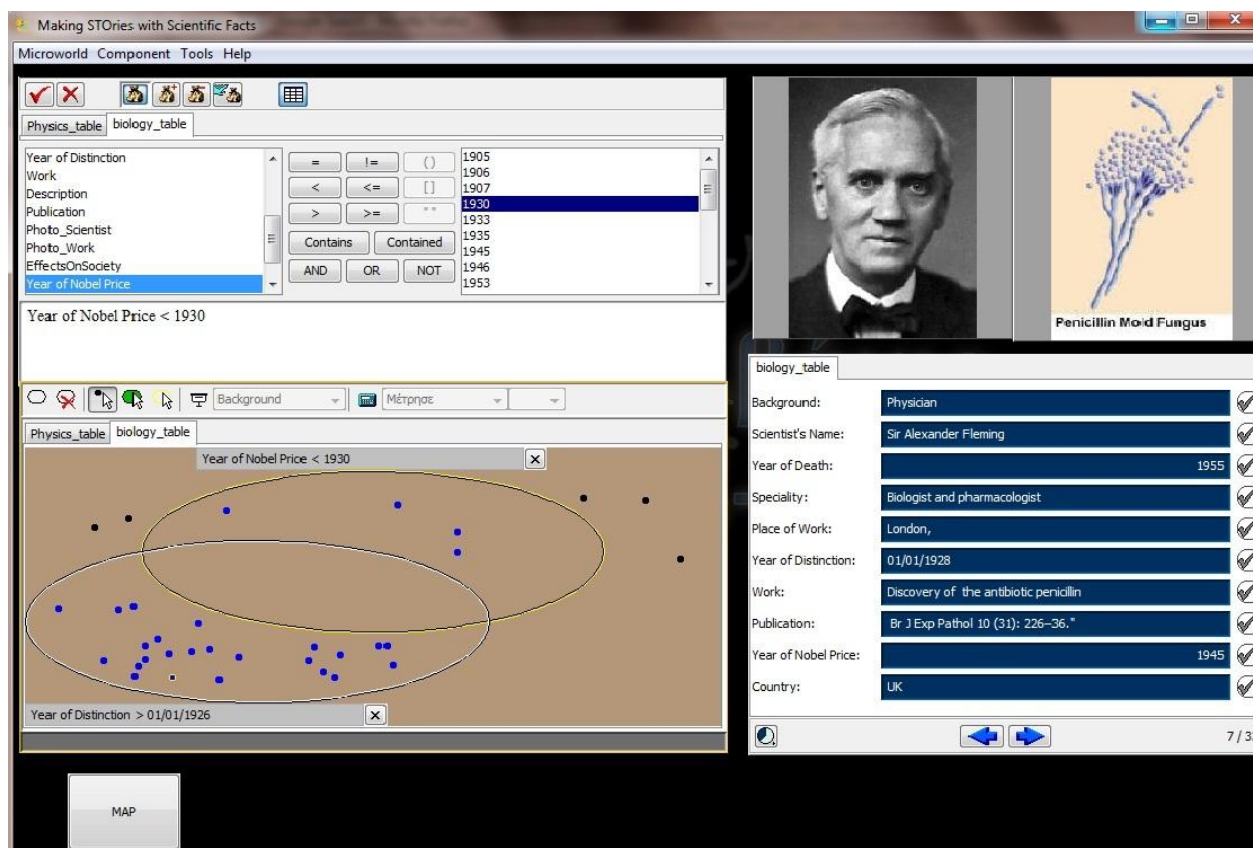 Making STOries with Scientific Facts
Microworld Component Tools Help
Physics_table biology_table
Year of Distinction
Work
Description
Publication
Photo_Scientist
Photo_Work
EffectsOnSociety
Year of Nobel Price
= != ( )
< <= [ ]
> >= " "
Contains Contained
AND OR NOT
1905
1906
1907
1930
1933
1935
1945
1946
1953
Year of Nobel Price < 1930
Background Μέτρησε
Physics_table biology_table
Year of Nobel Price < 1930
Year of Distinction > 01/01/1926
MAP
Penicillin Mold Fungus
biology_table
Background: Physician
Scientist's Name: Sir Alexander Fleming
Year of Death: 1955
Speciality: Biologist and pharmacologist
Place of Work: London,
Year of Distinction: 01/01/1928
Work: Discovery of the antibiotic penicillin
Publication: Br J Exp Pathol 10 (31): 226–36."
Year of Nobel Price: 1945
Country: UK
7 /